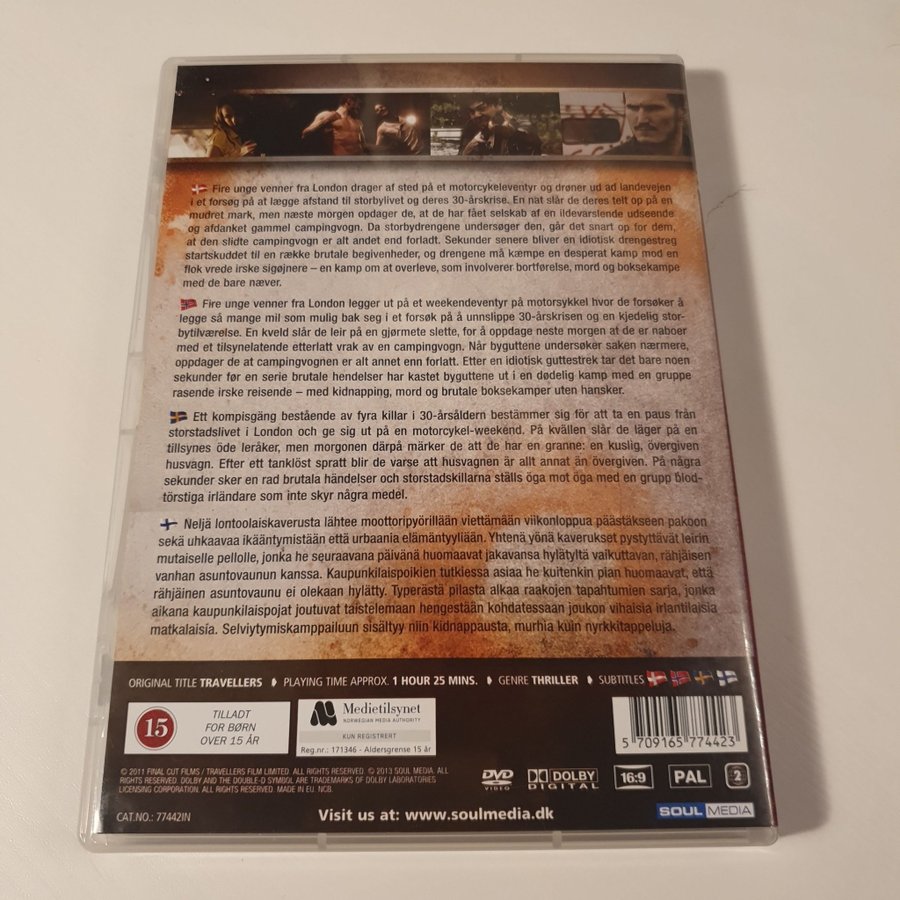 Fire unge venner fra London drager af sted på et motorcykeleventyr og drøner ud ad landevejen
i et forsøg på at lægge afstand til storbylivet og deres 30-årskrise. En nat slår de deres telt op på en
mudret mark, men næste morgen opdager de, at de har fået selskab af en ildevarslende udseende
og afdanket gammel campingvogn. Da storbydrengene undersøger den, går det snart op for dem,
at den slidte campingvogn er alt andet end forladt. Sekunder senere bliver en idiotisk drengestreg
startskuddet til en række brutale begivenheder, og drengene må kæmpe en desperat kamp mod en
flok vrede irske sigøjnere – en kamp om at overleve, som involverer bortførelse, mord og boksekampe
med de bare næver.
Fire unge venner fra London legger ut på et weekendeventyr på motorsykkel hvor de forsøker å
legge så mange mil som mulig bak seg i et forsøk på å unnslippe 30-årskrisen og en kjedelig stor-
bytilværelse. En kveld slår de leir på en gjørmete slette, for å oppdage neste morgen at de er naboer
med et tilsynelatende etterlatt vrak av en campingvogn. Når byguttene undersøker saken nærmere,
oppdager de at campingvognen er alt annet enn forlatt. Etter en idiotisk guttestrek tar det bare noen
sekunder før en serie brutale hendelser har kastet byguttene ut i en dødelig kamp med en gruppe
rasende irske reisende – med kidnapping, mord og brutale boksekamper uten hansker.
Ett kompisgäng bestående av fyra killar i 30-årsåldern bestämmer sig för att ta en paus från
storstadslivet i London och ge sig ut på en motorcykel-weekend. På kvällen slår de läger på en
tillsynes öde leråker, men morgonen därpå märker de att de har en granne: en kuslig, övergiven
husvagn. Efter ett tanklöst spratt blir de varse att husvagnen är allt annat än övergiven. På några
sekunder sker en rad brutala händelser och storstadskillarna ställs öga mot öga med en grupp blod-
törstiga irländare som inte skyr några medel.
Neljä lontoolaiskaverusta lähtee moottoripyörillään viettämään viikonloppua päästäkseen pakoon
sekä uhkaavaa ikääntymistään että urbaania elämäntyyliään. Yhtenä yönä kaverukset pystyttävät leirin
mutaiselle pellolle, jonka he seuraavana päivänä huomaavat jakavansa hylätyltä vaikuttavan, rähjäisen
vanhan asuntovaunun kanssa. Kaupunkilaispoikien tutkiessa asiaa he kuitenkin pian huomaavat, että
rähjäinen asuntovaunu ei olekaan hylätty. Typerästä pilasta alkaa raakojen tapahtumien sarja, jonka
aikana kaupunkilaispojat joutuvat taistelemaan hengestään kohdatessaan joukon vihaisia irlantilaisia
matkalaisia. Selviytymiskamppailuun sisältyy niin kidnappausta, murhia kuin nyrkkitappeluja.
ORIGINAL TITLE TRAVELLERS PLAYING TIME APPROX. 1 HOUR 25 MINS. GENRE THRILLER SUBTITLES
15 TILLADT
FOR BØRN
OVER 15 ÅR
Medietilsynet
NORWEGIAN MEDIA AUTHORITY
KUN REGISTRERT
Reg.nr.: 171346 - Aldersgrense 15 år
5 709165 774423
© 2011 FINAL CUT FILMS / TRAVELLERS FILM LIMITED. ALL RIGHTS RESERVED. © 2013 SOUL MEDIA. ALL
RIGHTS RESERVED. DOLBY AND THE DOUBLE-D SYMBOL ARE TRADEMARKS OF DOLBY LABORATORIES
LICENSING CORPORATION. ALL RIGHTS RESERVED. MADE IN EU. NCB.
DVD VIDEO
DOLBY DIGITAL
16:9
PAL
2
CAT.NO.: 77442IN
Visit us at: www.soulmedia.dk
SOUL MEDIA